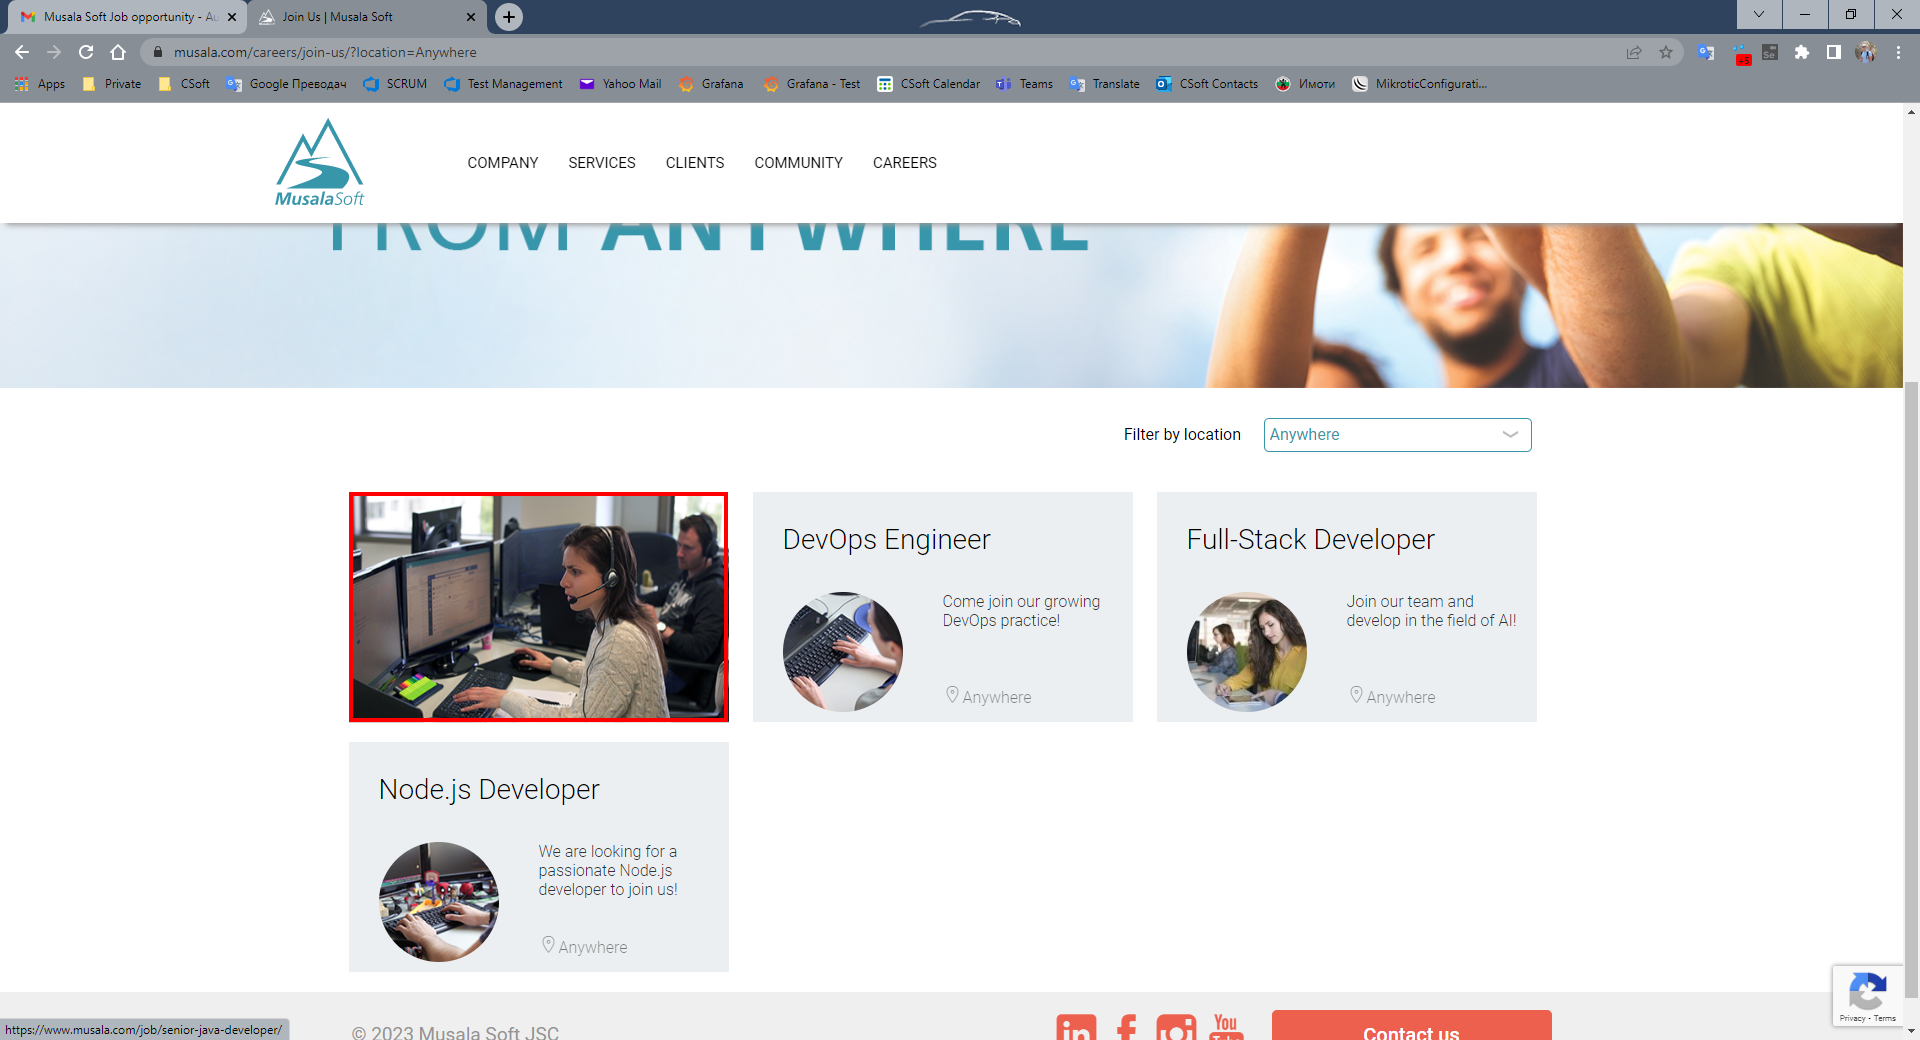 Musala Soft Job opportunity - Au
Join Us | Musala Soft
musala.com/careers/join-us/?location=Anywhere
Apps
Private
CSoft
Google Преводач
SCRUM
Test Management
Yahoo Mail
Grafana
Grafana - Test
CSoft Calendar
Teams
Translate
CSoft Contacts
Имоти
MikroticConfigurati...
MusalaSoft
COMPANY
SERVICES
CLIENTS
COMMUNITY
CAREERS
FROM ANYWHERE
Filter by location
Anywhere
DevOps Engineer
Come join our growing
DevOps practice!
Anywhere
Full-Stack Developer
Join our team and
develop in the field of AI!
Anywhere
Node.js Developer
We are looking for a
passionate Node.js
developer to join us!
Anywhere
Privacy - Terms
https://www.musala.com/job/senior-java-developer/
© 2023 Musala Soft JSC
You
Contact us